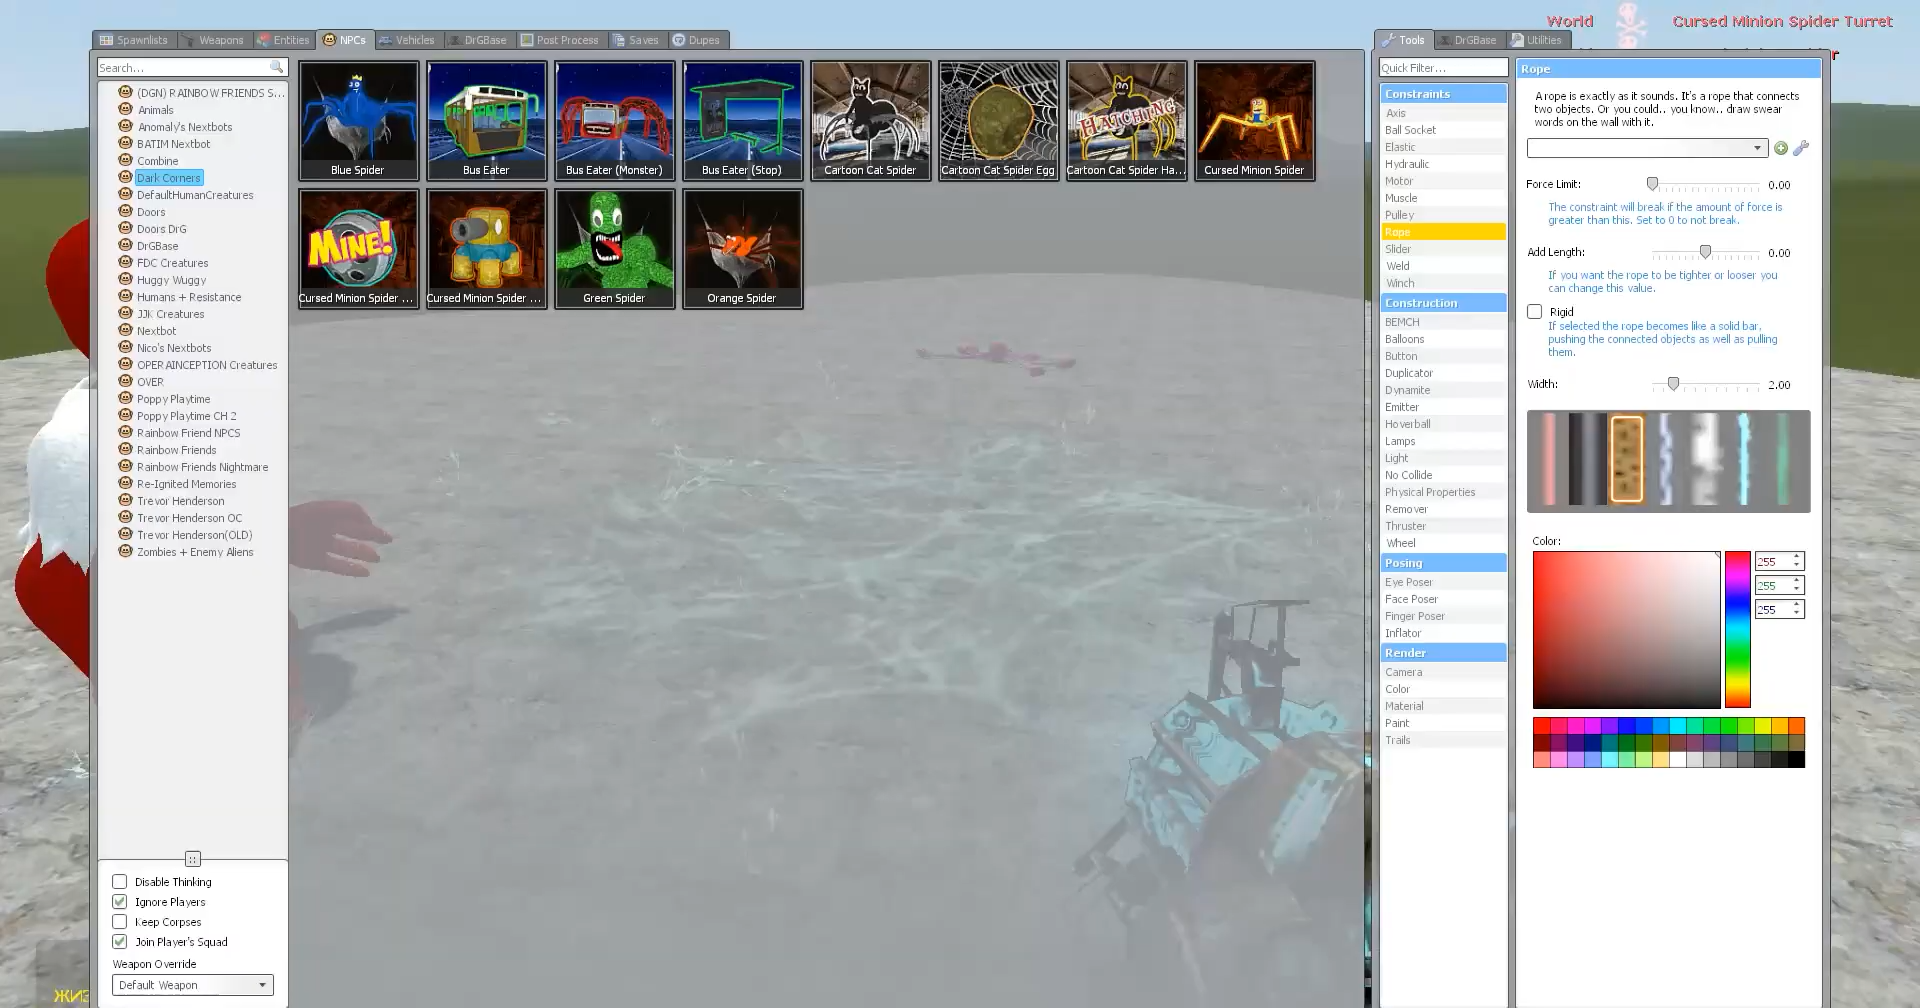 World Cursed Minion Spider Turret
Spawnlists Weapons Entities NPCs Vehicles DrGBase Post Process Saves Dupes
Search...
(DGN) RAINBOW FRIENDS S...
Animals
Anomaly's Nextbots
BATIM Nextbot
Combine
Dark Corners
DefaultHumanCreatures
Doors
Doors DrG
DrGBase
FDC Creatures
Huggy Wuggy
Humans + Resistance
JJK Creatures
Nextbot
Nico's Nextbots
OPERAINCEPTION Creatures
OVER
Poppy Playtime
Poppy Playtime CH 2
Rainbow Friend NPCS
Rainbow Friends
Rainbow Friends Nightmare
Re-Ignited Memories
Trevor Henderson
Trevor Henderson OC
Trevor Henderson(OLD)
Zombies + Enemy Aliens
Disable Thinking
Ignore Players
Keep Corpses
Join Player's Squad
Weapon Override
Default Weapon
ЖИЗ
HATCHING
Blue Spider Bus Eater Bus Eater (Monster) Bus Eater (Stop) Cartoon Cat Spider Cartoon Cat Spider Egg Cartoon Cat Spider Ha... Cursed Minion Spider
MINE!
Cursed Minion Spider ... Cursed Minion Spider ... Green Spider Orange Spider
Tools DrGBase Utilities
Quick Filter...
Constraints
Axis
Ball Socket
Elastic
Hydraulic
Motor
Muscle
Pulley
Rope
Slider
Weld
Winch
Construction
BEMCH
Balloons
Button
Duplicator
Dynamite
Emitter
Hoverball
Lamps
Light
No Collide
Physical Properties
Remover
Thruster
Wheel
Posing
Eye Poser
Face Poser
Finger Poser
Inflator
Render
Camera
Color
Material
Paint
Trails
Rope
A rope is exactly as it sounds. It's a rope that connects
two objects. Or you could.. you know.. draw swear
words on the wall with it.
Force Limit: 0.00
The constraint will break if the amount of force is
greater than this. Set to 0 to not break.
Add Length: 0.00
If you want the rope to be tighter or looser you
can change this value.
Rigid
If selected the rope becomes like a solid bar,
pushing the connected objects as well as pulling
them.
Width: 2.00
Color:
255
255
255